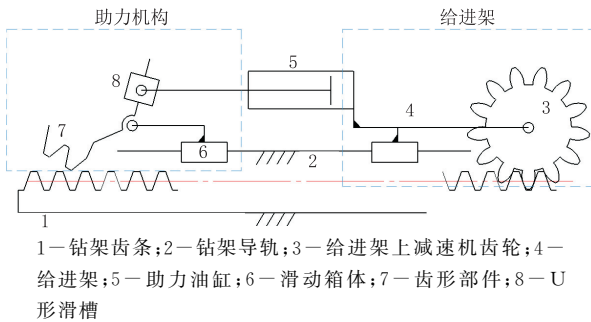 助力机构
给进架
5
8
4
3
7
6
2
1
1—钻架齿条;2—钻架导轨;3—给进架上减速机齿轮;4—
给进架;5—助力油缸;6—滑动箱体;7—齿形部件;8—U
形滑槽